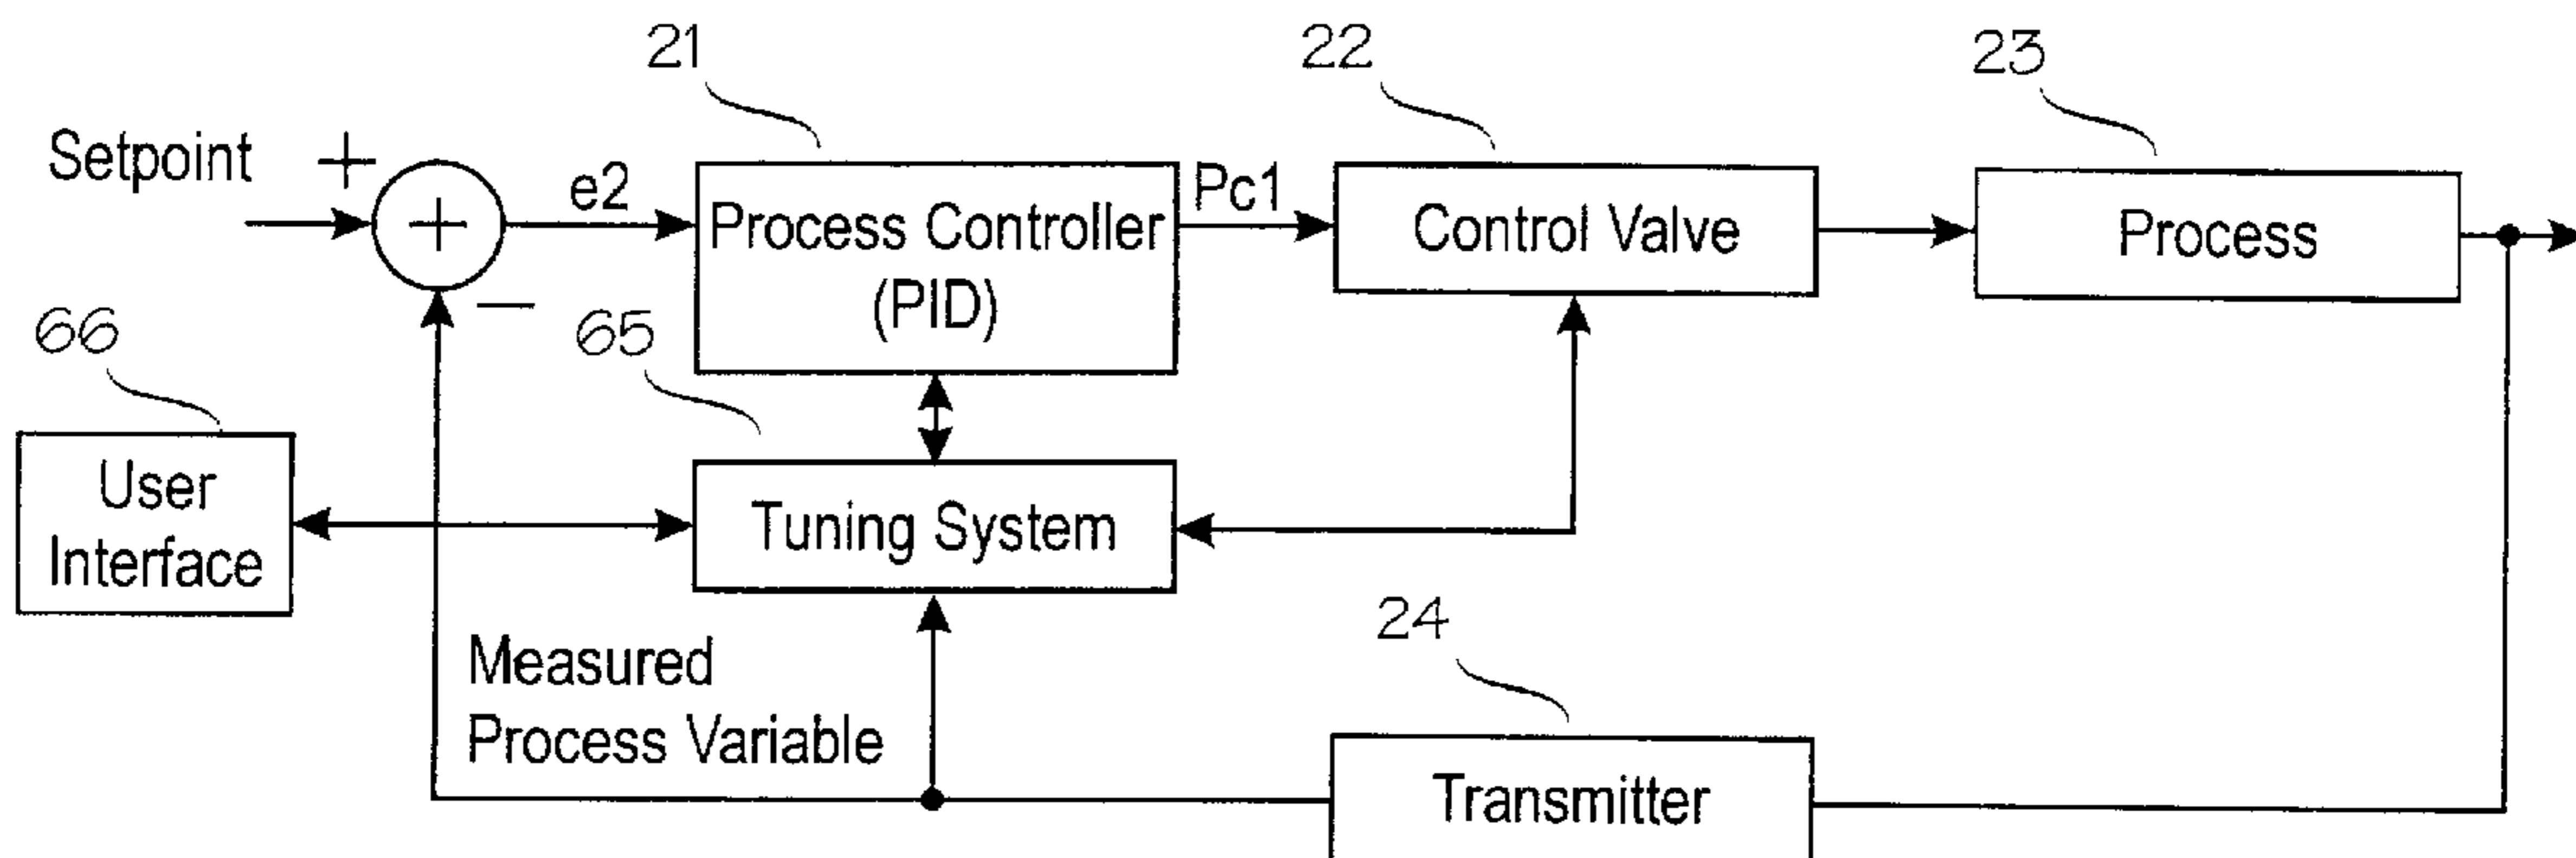 21
22
23
Setpoint
+
+
e2
Process Controller
(PID)
Pc1
Control Valve
Process
−
66
65
User
Interface
Tuning System
Measured
Process Variable
24
Transmitter